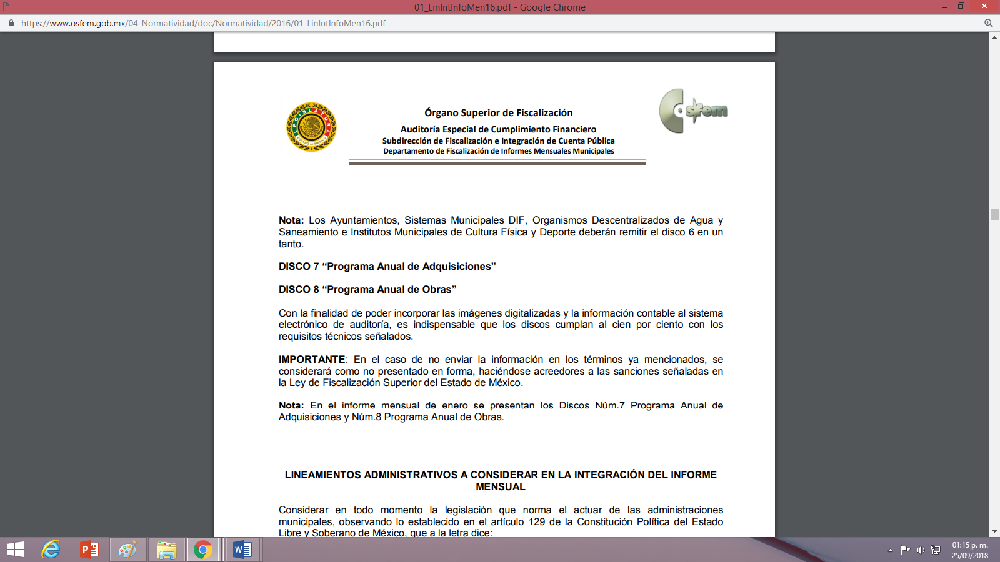 01_LinIntInfoMen16.pdf - Google Chrome
https://www.osfem.gob.mx/04_Normatividad/doc/Normatividad/2016/01_LinIntInfoMen16.pdf
LEGISLATURA
ESTADO DE MÉXICO
Osfem
Órgano Superior de Fiscalización
Auditoría Especial de Cumplimiento Financiero
Subdirección de Fiscalización e Integración de Cuenta Pública
Departamento de Fiscalización de Informes Mensuales Municipales
Nota: Los Ayuntamientos, Sistemas Municipales DIF, Organismos Descentralizados de Agua y
Saneamiento e Institutos Municipales de Cultura Física y Deporte deberán remitir el disco 6 en un
tanto.
DISCO 7 “Programa Anual de Adquisiciones”
DISCO 8 “Programa Anual de Obras”
Con la finalidad de poder incorporar las imágenes digitalizadas y la información contable al sistema
electrónico de auditoría, es indispensable que los discos cumplan al cien por ciento con los
requisitos técnicos señalados.
IMPORTANTE: En el caso de no enviar la información en los términos ya mencionados, se
considerará como no presentado en forma, haciéndose acreedores a las sanciones señaladas en
la Ley de Fiscalización Superior del Estado de México.
Nota: En el informe mensual de enero se presentan los Discos Núm.7 Programa Anual de
Adquisiciones y Núm.8 Programa Anual de Obras.
LINEAMIENTOS ADMINISTRATIVOS A CONSIDERAR EN LA INTEGRACIÓN DEL INFORME
MENSUAL
Considerar en todo momento la legislación que norma el actuar de las administraciones
municipales, observando lo establecido en el artículo 129 de la Constitución Política del Estado
Libre y Soberano de México, que a la letra dice:
01:15 p. m.
25/09/2018